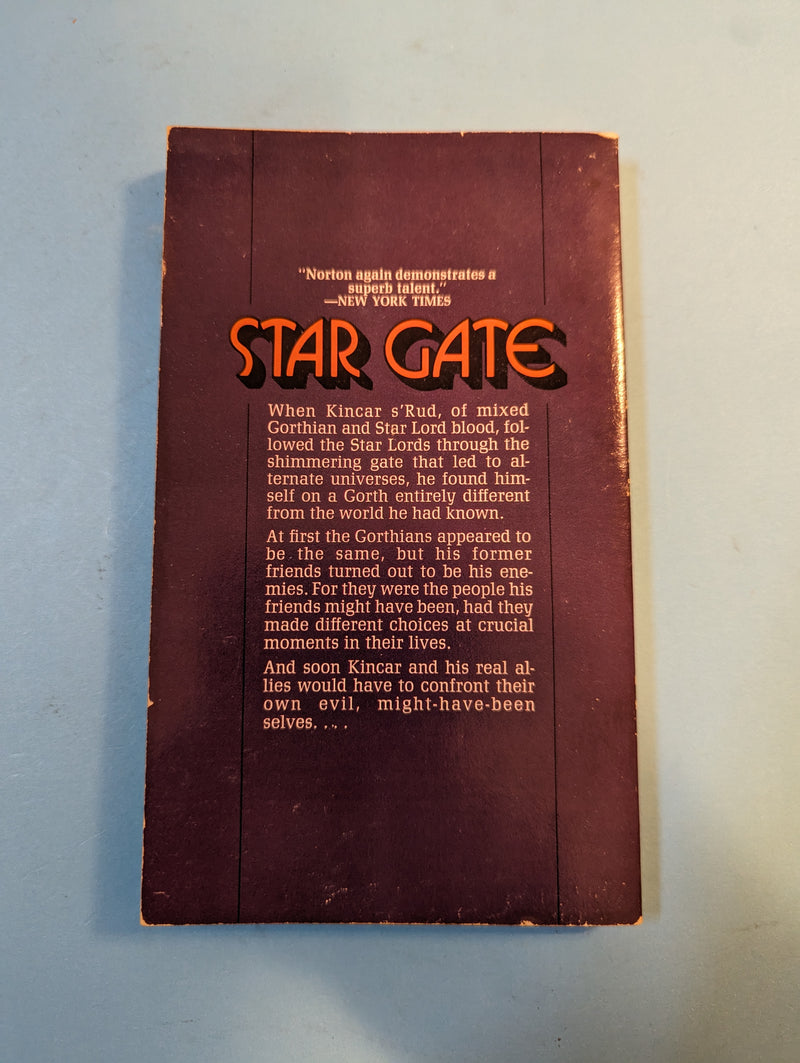 "Norton again demonstrates a
superb talent."
—NEW YORK TIMES
STAR GATE
When Kincar s'Rud, of mixed
Gorthian and Star Lord blood, fol-
lowed the Star Lords through the
shimmering gate that led to al-
ternate universes, he found him-
self on a Gorth entirely different
from the world he had known.
At first the Gorthians appeared to
be the same, but his former
friends turned out to be his ene-
mies. For they were the people his
friends might have been, had they
made different choices at crucial
moments in their lives.
And soon Kincar and his real al-
lies would have to confront their
own evil, might-have-been
selves. . . .